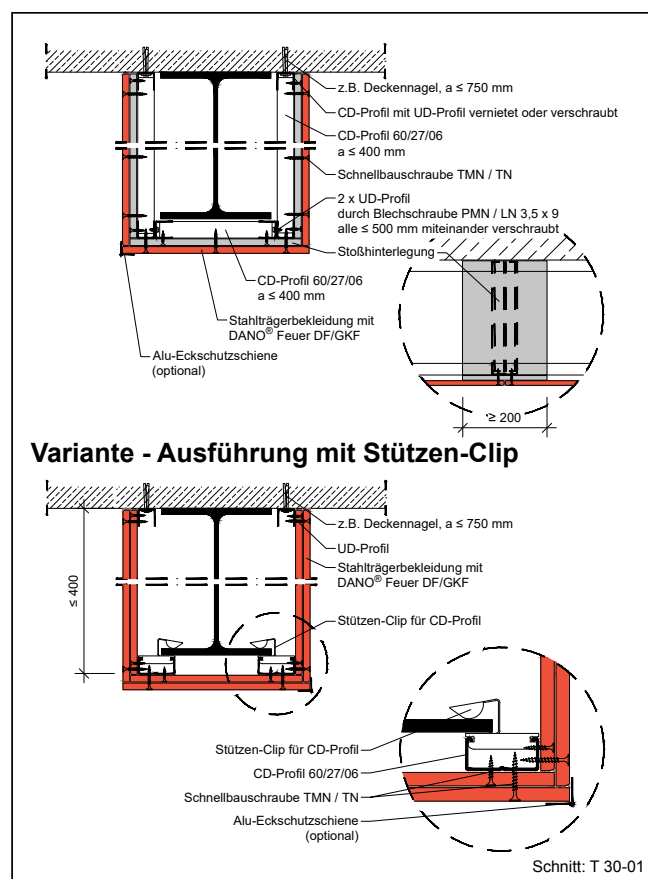 z.B. Deckennagel, a ≤ 750 mm
CD-Profil mit UD-Profil vernietet oder verschraubt
CD-Profil 60/27/06
a ≤ 400 mm
Schnellbauschraube TMN / TN
2 x UD-Profil
durch Blechschraube PMN / LN 3,5 x 9
alle ≤ 500 mm miteinander verschraubt
Stoßhinterlegung
CD-Profil 60/27/06
a ≤ 400 mm
Stahlträgerbekleidung mit
DANO® Feuer DF/GKF
Alu-Eckschutzschiene
(optional)
≥ 200
Variante - Ausführung mit Stützen-Clip
z.B. Deckennagel, a ≤ 750 mm
UD-Profil
Stahlträgerbekleidung mit
DANO® Feuer DF/GKF
≤ 400
Stützen-Clip für CD-Profil
Stützen-Clip für CD-Profil
CD-Profil 60/27/06
Schnellbauschraube TMN / TN
Alu-Eckschutzschiene
(optional)
Schnitt: T 30-01